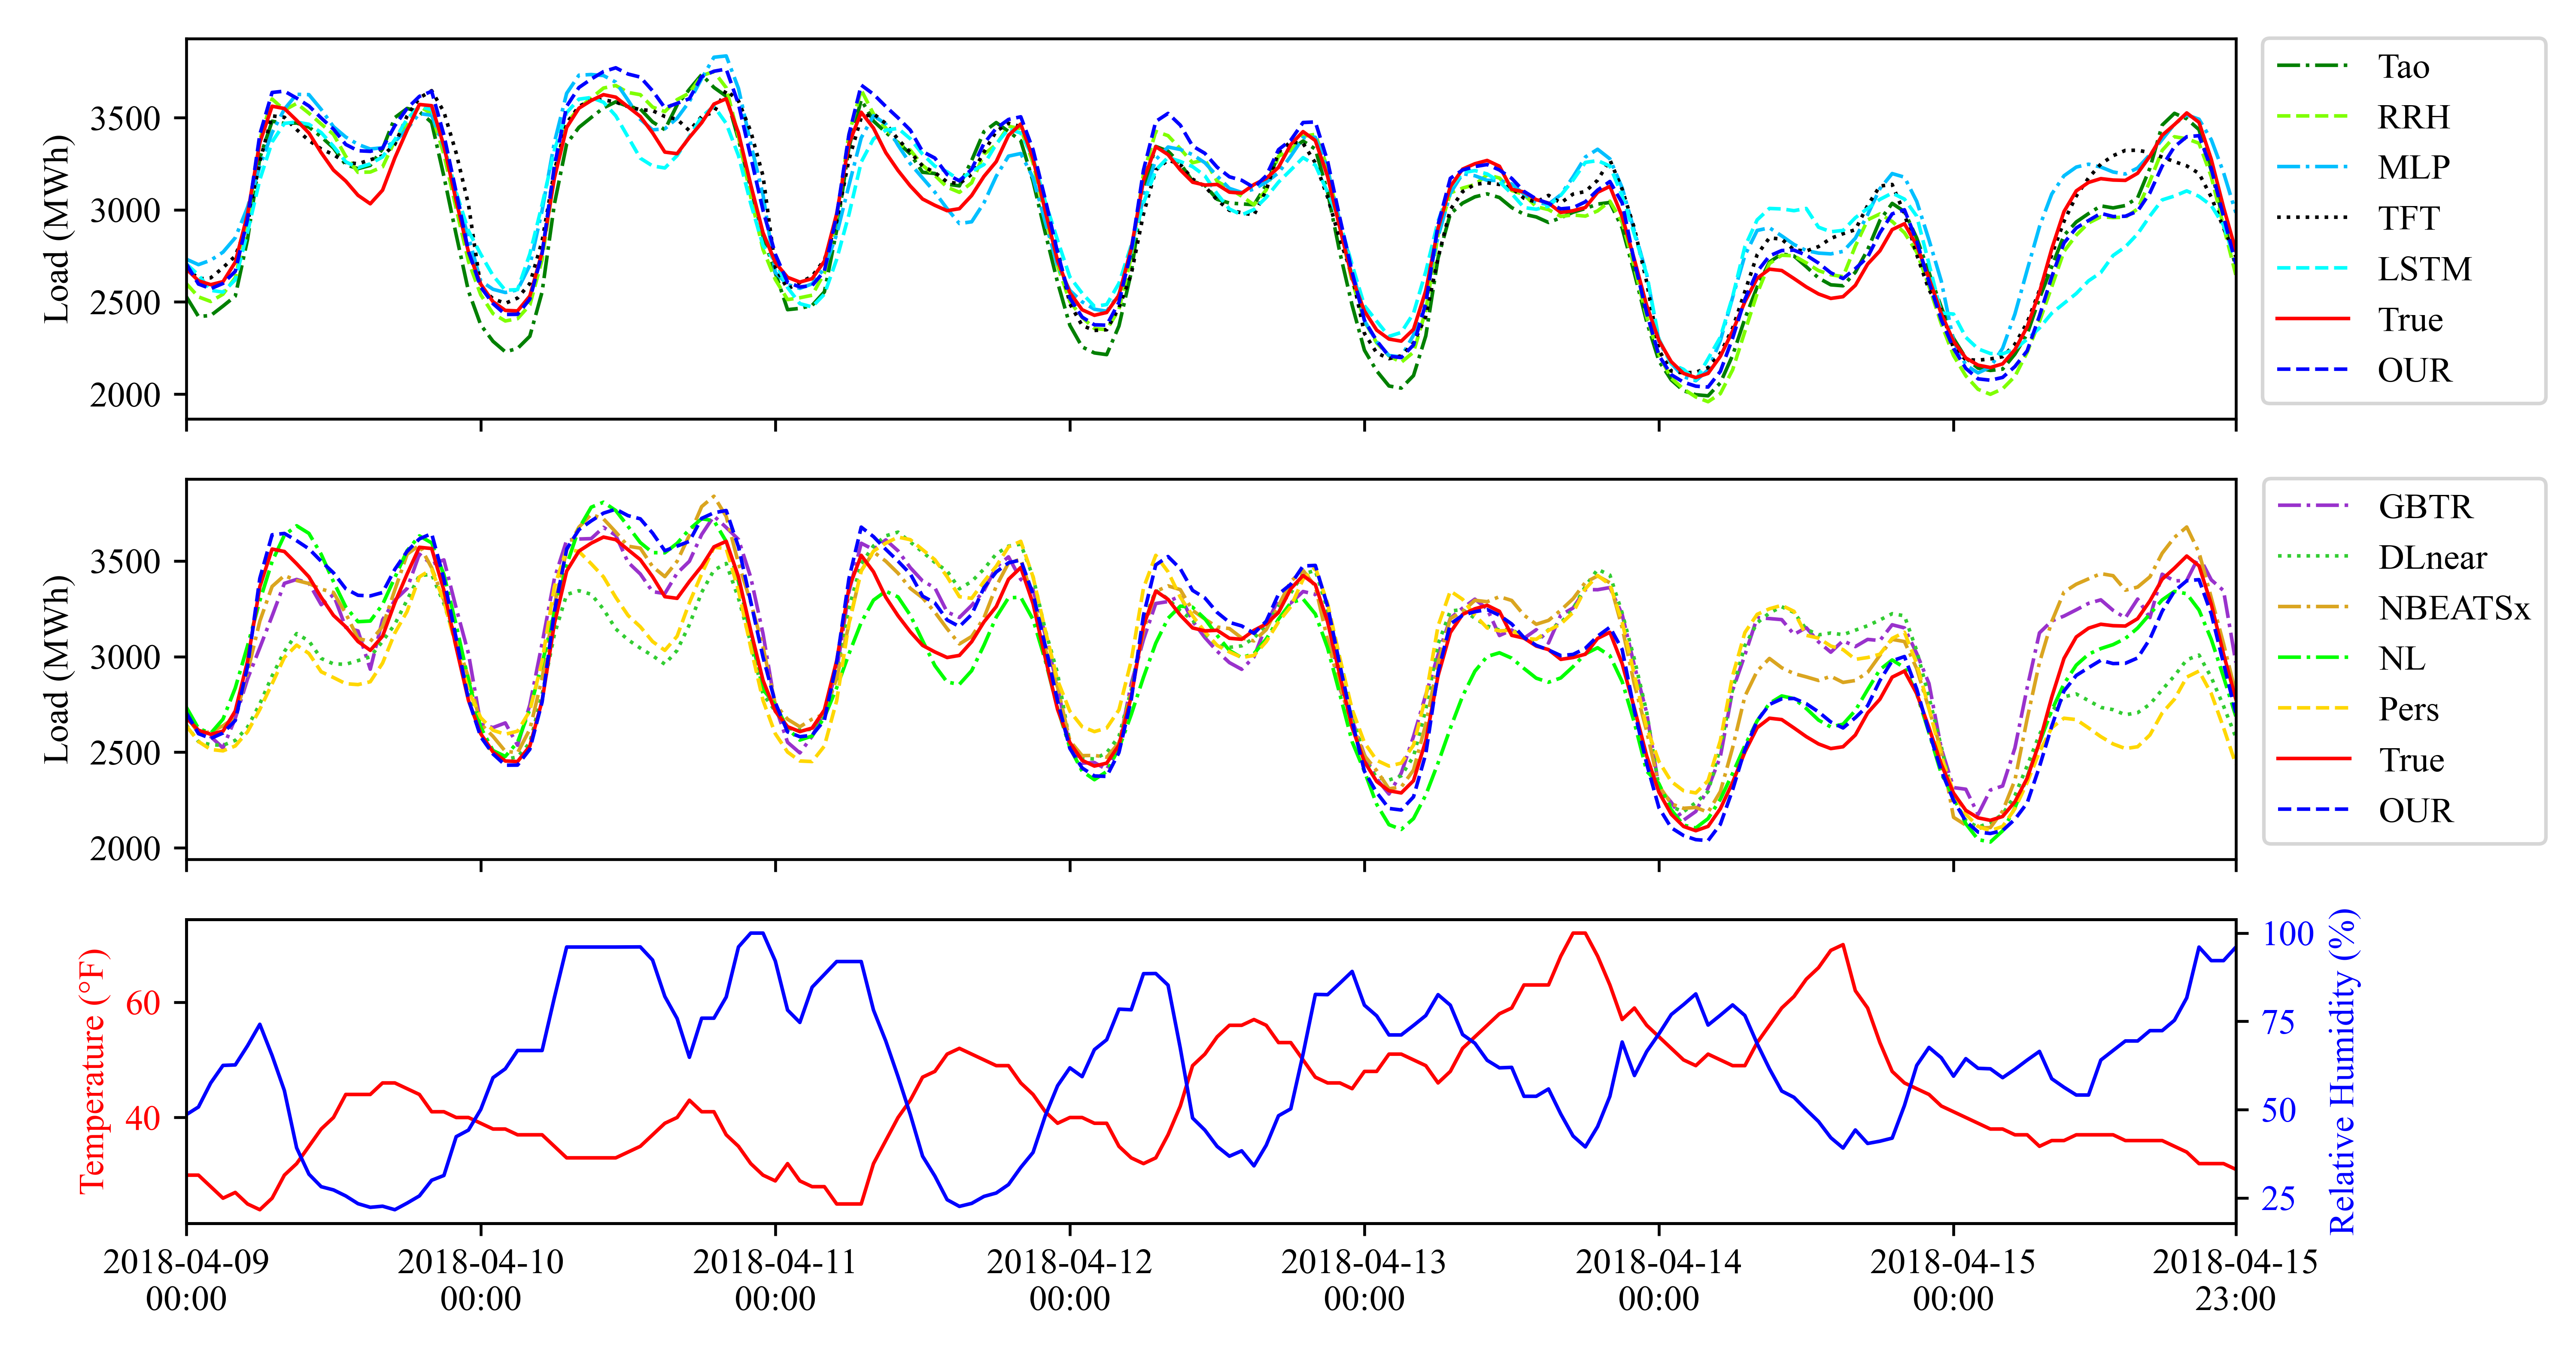 Load (MWh)
3500
3000
2500
2000
Tao
RRH
MLP
TFT
LSTM
True
OUR
Load (MWh)
3500
3000
2500
2000
GBTR
DLnear
NBEATSx
NL
Pers
True
OUR
Temperature (°F)
60
40
100
75
50
25
Relative Humidity (%)
2018-04-09 2018-04-10 2018-04-11 2018-04-12 2018-04-13 2018-04-14 2018-04-15 2018-04-15
00:00 00:00 00:00 00:00 00:00 00:00 00:00 23:00